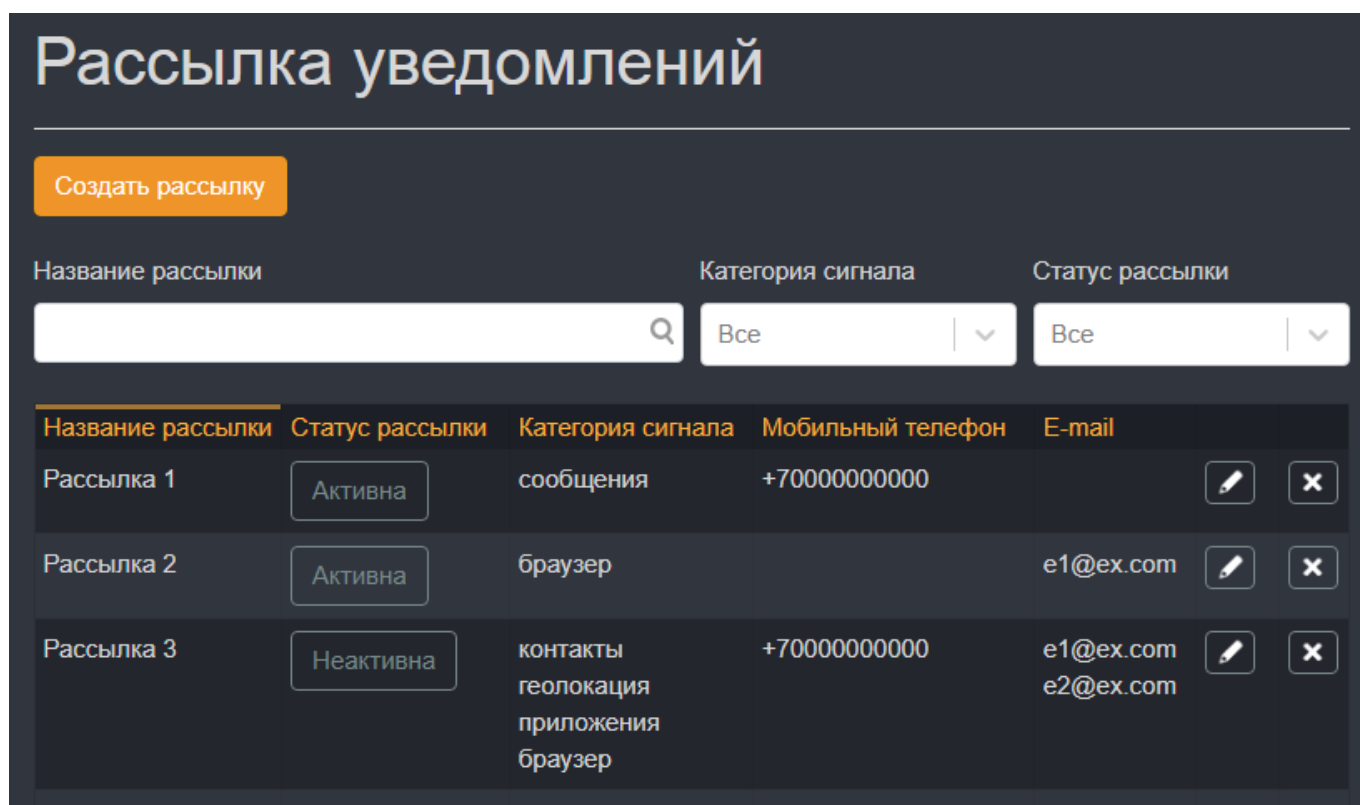 Рассылка уведомлений
Создать рассылку
Название рассылки Категория сигнала Статус рассылки
Все Все
Название рассылки Статус рассылки Категория сигнала Мобильный телефон E-mail
Рассылка 1 Активна сообщения +70000000000
Рассылка 2 Активна браузер e1@ex.com
Рассылка 3 Неактивна контакты +70000000000 e1@ex.com
геолокация e2@ex.com
приложения
браузер